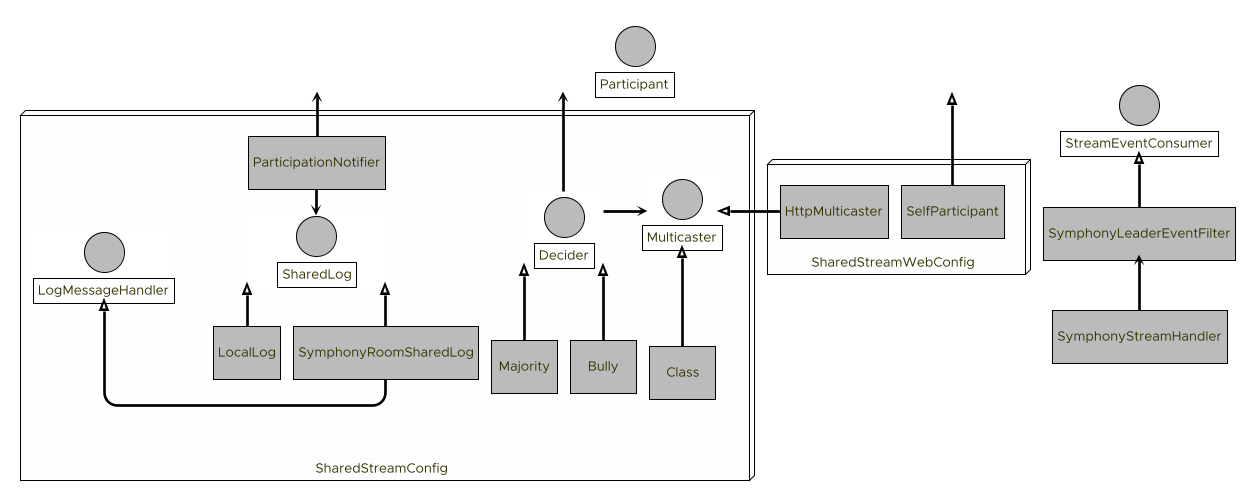 Participant
StreamEventConsumer
ParticipationNotifier
HttpMulticaster
SelfParticipant
SymphonyLeaderEventFilter
Multicaster
Decider
SharedStreamWebConfig
SharedLog
LogMessageHandler
SymphonyStreamHandler
LocalLog
SymphonyRoomSharedLog
Majority
Bully
Class
SharedStreamConfig